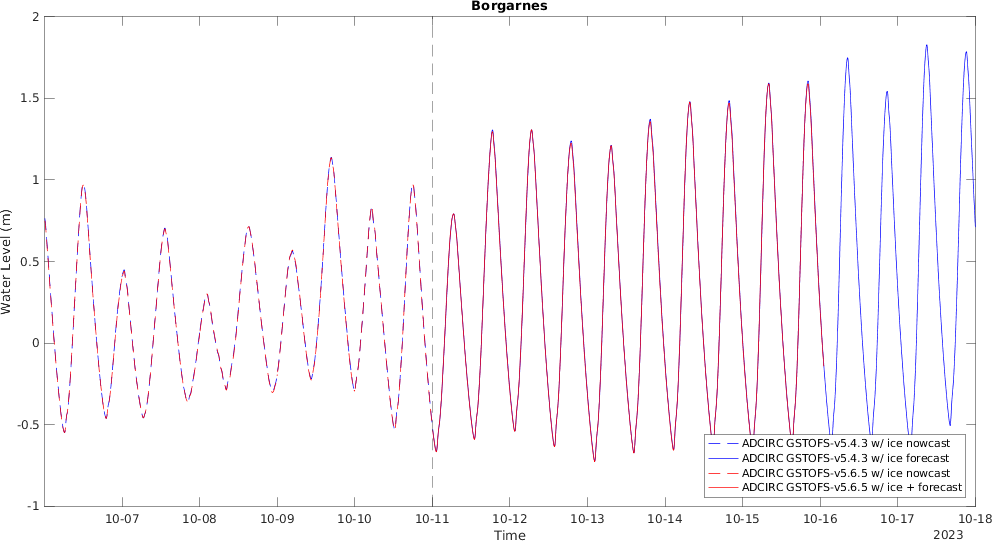 Borgarnes
2
1.5
1
0.5
0
-0.5
-1
Water Level (m)
ADCIRC GSTOFS-v5.4.3 w/ ice nowcast
ADCIRC GSTOFS-v5.4.3 w/ ice forecast
ADCIRC GSTOFS-v5.6.5 w/ ice nowcast
ADCIRC GSTOFS-v5.6.5 w/ ice + forecast
10-07 10-08 10-09 10-10 10-11 10-12 10-13 10-14 10-15 10-16 10-17 10-18
Time
2023